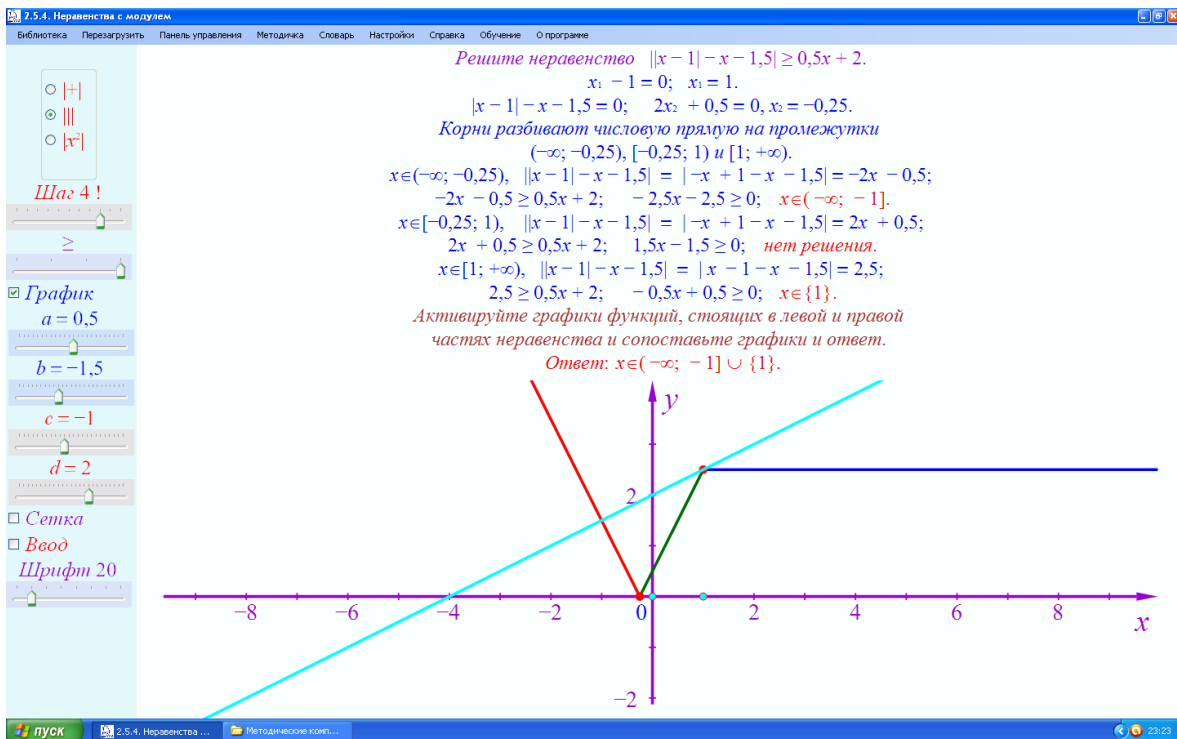 2.5.4. Неравенства с модулем
Библиотека Перезагрузить Панель управления Методичка Словарь Настройки Справка Обучение О программе
|+|
|||
|x²|
Шаг 4 !
≥
График
a = 0,5
b = −1,5
c = −1
d = 2
Сетка
Ввод
Шрифт 20
Решите неравенство ||x − 1| − x − 1,5| ≥ 0,5x + 2.
x₁ − 1 = 0; x₁ = 1.
|x − 1| − x − 1,5 = 0; 2x₂ + 0,5 = 0, x₂ = −0,25.
Корни разбивают числовую прямую на промежутки
(−∞; −0,25), [−0,25; 1) и [1; +∞).
x∈(−∞; −0,25), ||x − 1| − x − 1,5| = | −x + 1 − x − 1,5| = −2x − 0,5;
−2x − 0,5 ≥ 0,5x + 2; − 2,5x − 2,5 ≥ 0; x∈( −∞; − 1].
x∈[−0,25; 1), ||x − 1| − x − 1,5| = | −x + 1 − x − 1,5| = 2x + 0,5;
2x + 0,5 ≥ 0,5x + 2; 1,5x − 1,5 ≥ 0; нет решения.
x∈[1; +∞), ||x − 1| − x − 1,5| = | x − 1 − x − 1,5| = 2,5;
2,5 ≥ 0,5x + 2; − 0,5x + 0,5 ≥ 0; x∈{1}.
Активируйте графики функций, стоящих в левой и правой
частях неравенства и сопоставьте графики и ответ.
Ответ: x∈( −∞; − 1] ∪ {1}.
y
2
−8 −6 −4 −2 0 2 4 6 8
x
−2
пуск 2.5.4. Неравенства ... Методические комп... 23:23